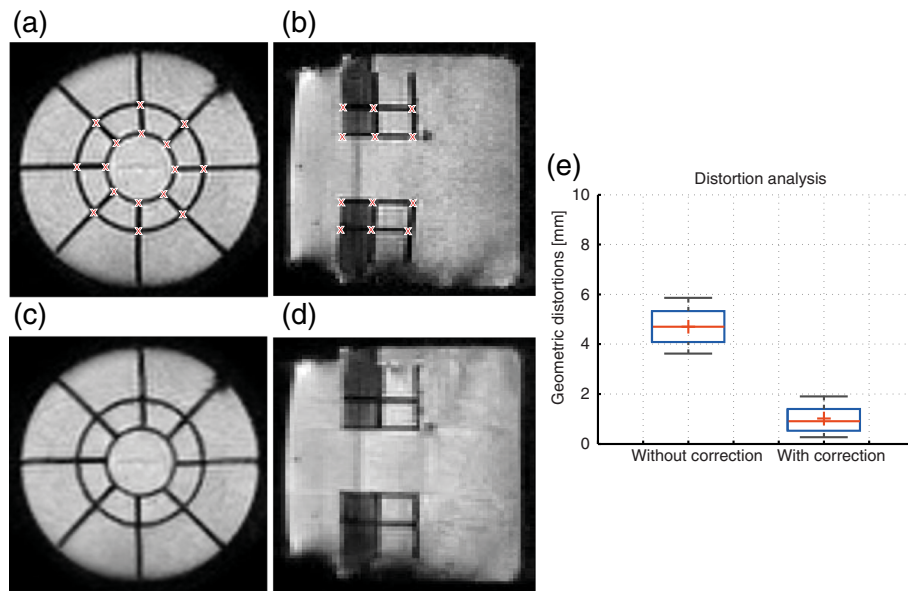 (a)
(b)
(c)
(d)
(e)
Distortion analysis
Geometric distortions [mm]
10
8
6
4
2
0
Without correction
With correction